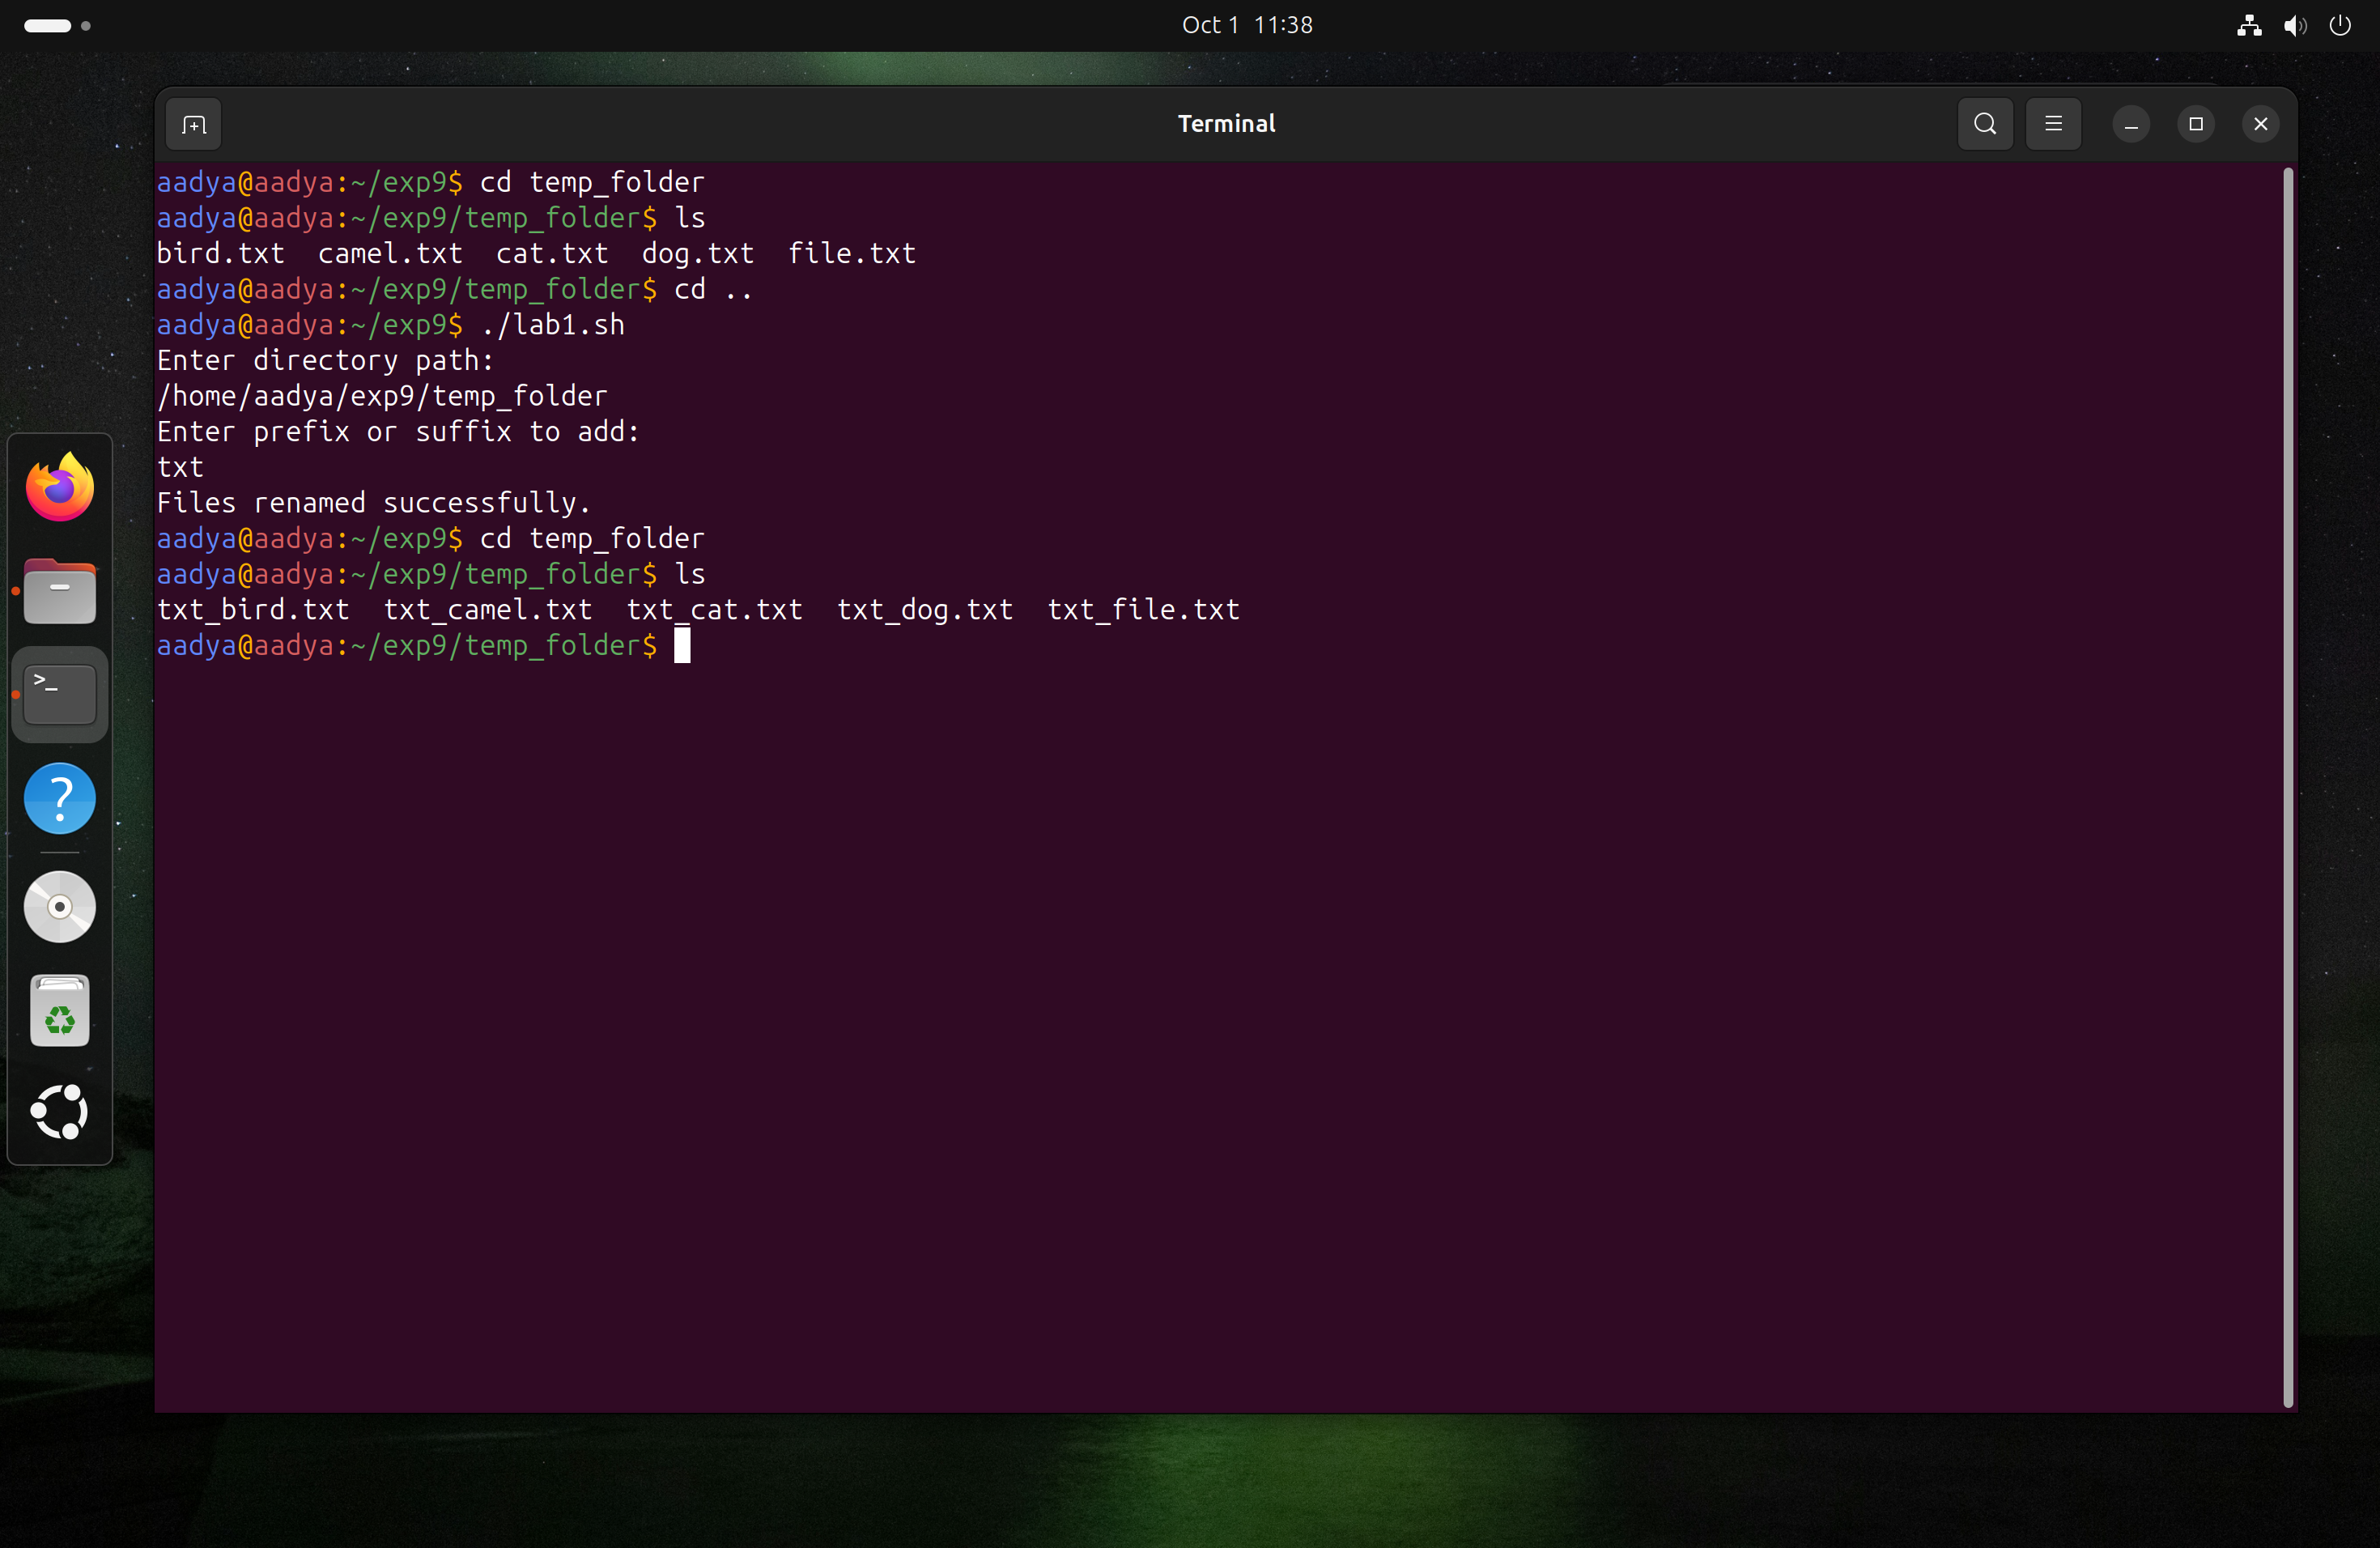 Oct 1 11:38
Terminal
aadya@aadya:~/exp9$ cd temp_folder
aadya@aadya:~/exp9/temp_folder$ ls
bird.txt  camel.txt  cat.txt  dog.txt  file.txt
aadya@aadya:~/exp9/temp_folder$ cd ..
aadya@aadya:~/exp9$ ./lab1.sh
Enter directory path:
/home/aadya/exp9/temp_folder
Enter prefix or suffix to add:
txt
Files renamed successfully.
aadya@aadya:~/exp9$ cd temp_folder
aadya@aadya:~/exp9/temp_folder$ ls
txt_bird.txt  txt_camel.txt  txt_cat.txt  txt_dog.txt  txt_file.txt
aadya@aadya:~/exp9/temp_folder$